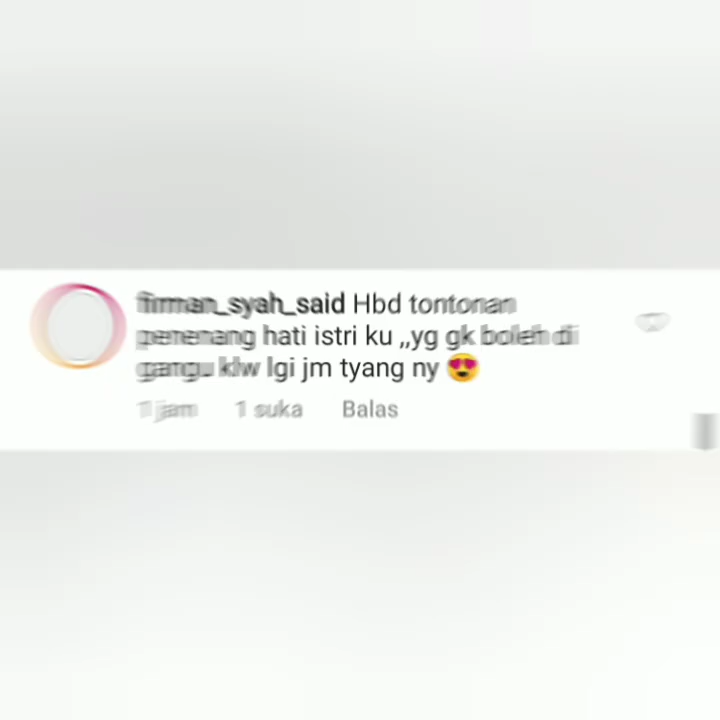 firman_syah_said Hbd tontonan
penenang hati istri ku ,,yg gk boleh di
gangu klw lgi jm tyang ny 😍
1 jam 1 suka Balas